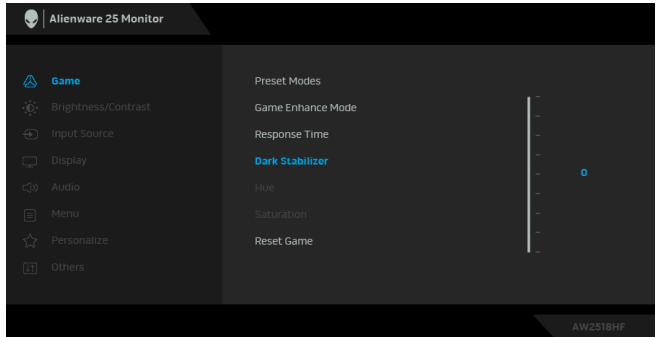 Alienware 25 Monitor
Game
Brightness/Contrast
Input Source
Display
Audio
Menu
Personalize
Others
Preset Modes
Game Enhance Mode
Response Time
Dark Stabilizer
Hue
Saturation
Reset Game
0
AW2518HF